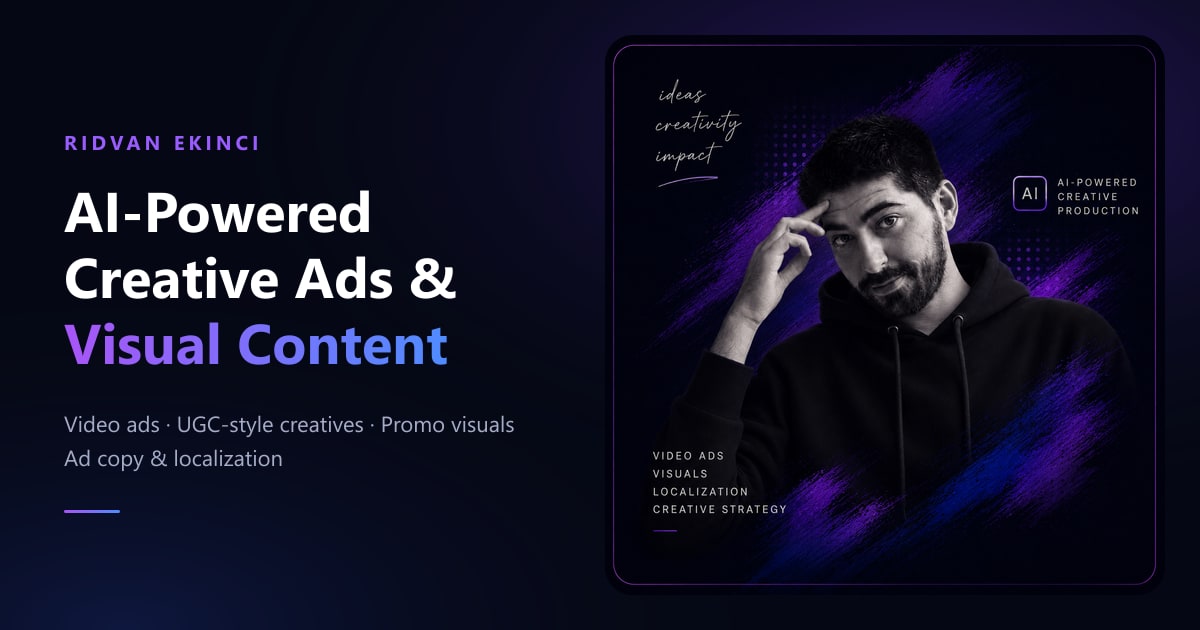 RIDVAN EKINCI
AI-Powered
Creative Ads &
Visual Content
Video ads · UGC-style creatives · Promo visuals
Ad copy & localization
ideas
creativity
impact
AI
AI-POWERED
CREATIVE
PRODUCTION
VIDEO ADS
VISUALS
LOCALIZATION
CREATIVE STRATEGY